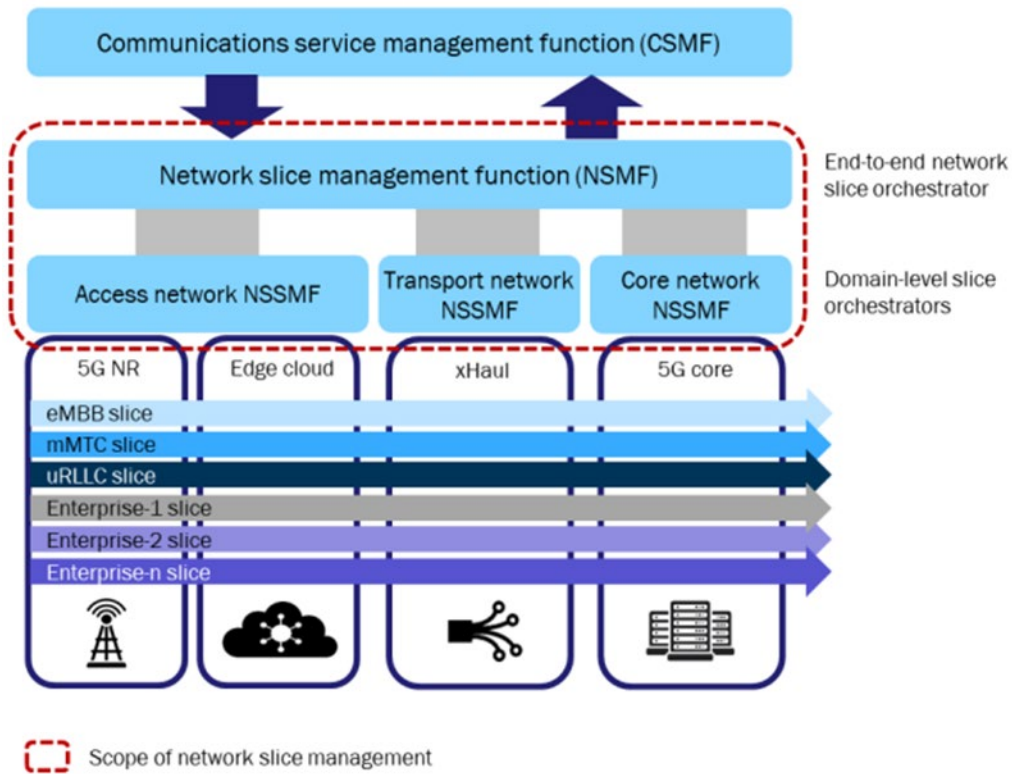 Communications service management function (CSMF)
Network slice management function (NSMF)
End-to-end network
slice orchestrator
Access network NSSMF
Transport network
NSSMF
Core network
NSSMF
Domain-level slice
orchestrators
5G NR
Edge cloud
xHaul
5G core
eMBB slice
mMTC slice
uRLLC slice
Enterprise-1 slice
Enterprise-2 slice
Enterprise-n slice
Scope of network slice management